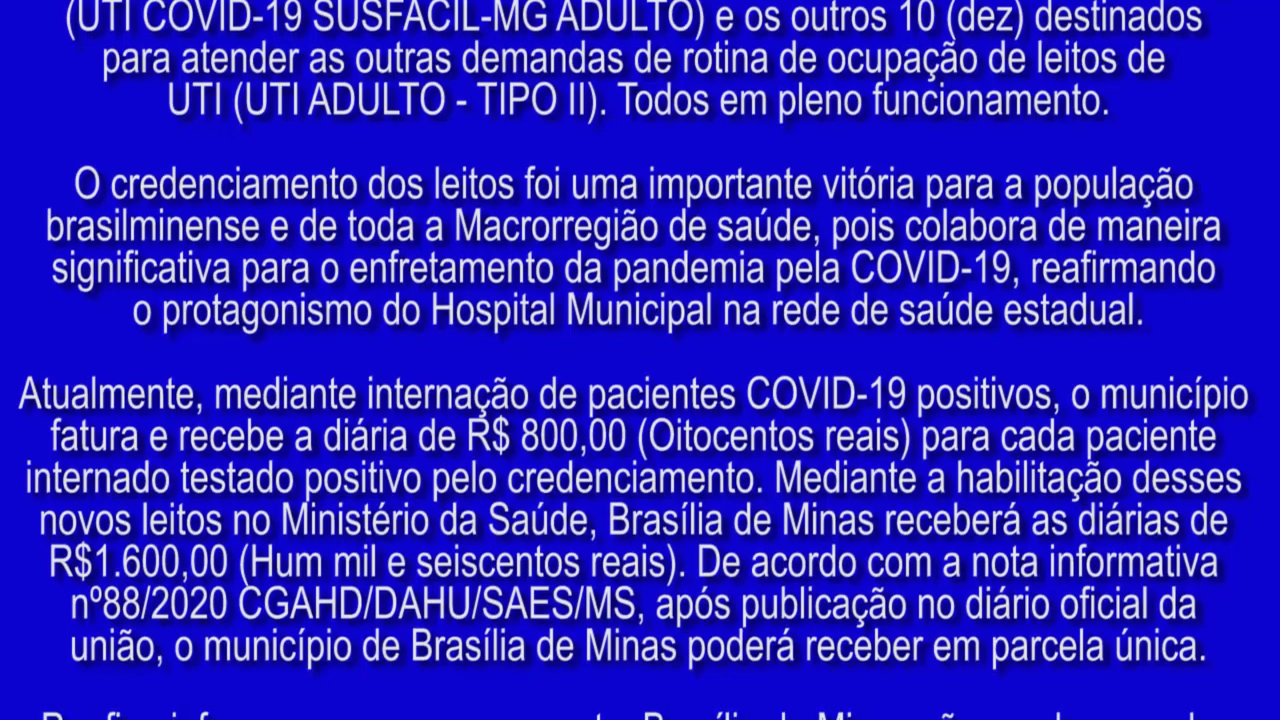 (UTI COVID-19 SUSFACIL-MG ADULTO) e os outros 10 (dez) destinados
para atender as outras demandas de rotina de ocupação de leitos de
UTI (UTI ADULTO - TIPO II). Todos em pleno funcionamento.
O credenciamento dos leitos foi uma importante vitória para a população
brasilminense e de toda a Macrorregião de saúde, pois colabora de maneira
significativa para o enfretamento da pandemia pela COVID-19, reafirmando
o protagonismo do Hospital Municipal na rede de saúde estadual.
Atualmente, mediante internação de pacientes COVID-19 positivos, o município
fatura e recebe a diária de R$ 800,00 (Oitocentos reais) para cada paciente
internado testado positivo pelo credenciamento. Mediante a habilitação desses
novos leitos no Ministério da Saúde, Brasília de Minas receberá as diárias de
R$1.600,00 (Hum mil e seiscentos reais). De acordo com a nota informativa
nº88/2020 CGAHD/DAHU/SAES/MS, após publicação no diário oficial da
união, o município de Brasília de Minas poderá receber em parcela única.